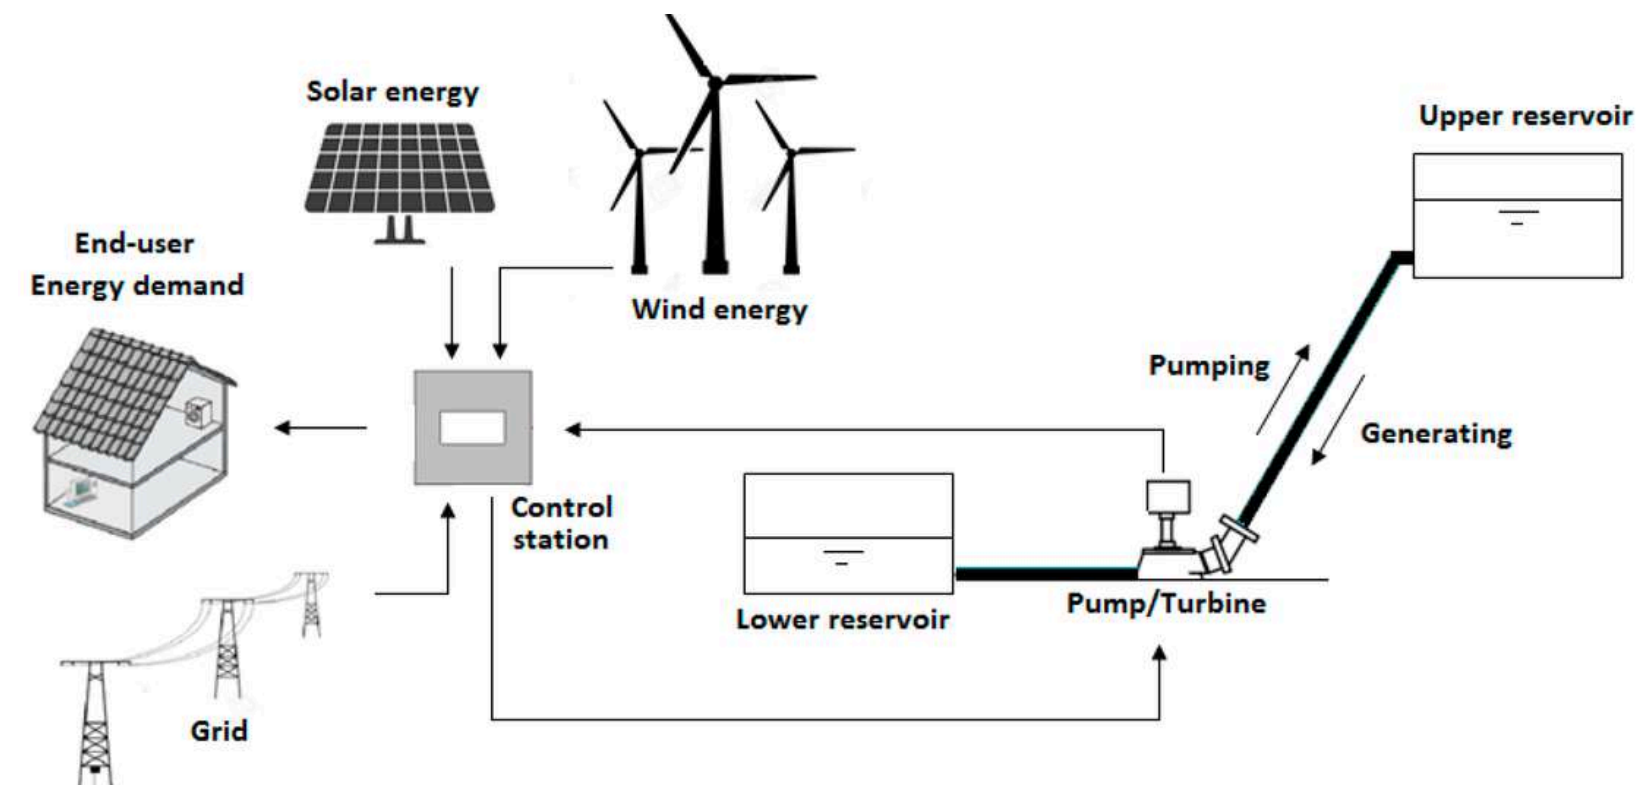 Solar energy
Upper reservoir
End-user
Energy demand
Wind energy
Pumping
Generating
Control
station
Lower reservoir
Pump/Turbine
Grid